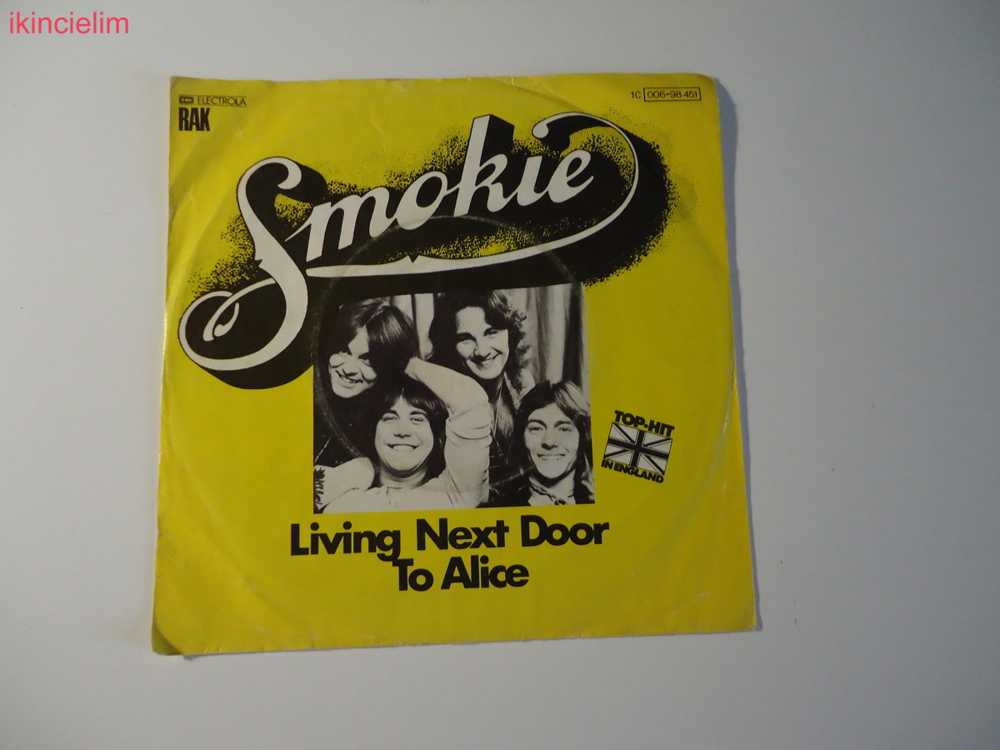 ikincielim
EMI ELECTROLA
RAK
1C 006-98 451
Smokie
TOP-HIT
IN ENGLAND
Living Next Door
To Alice